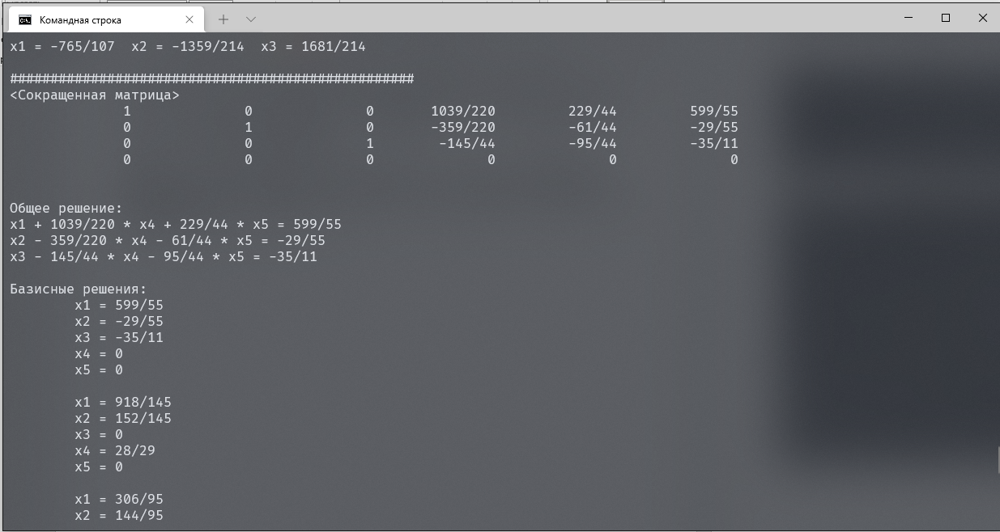 Командная строка
x1 = -765/107  x2 = -1359/214  x3 = 1681/214
##################################################
<Сокращенная матрица>
1 0 0 1039/220 229/44 599/55
0 1 0 -359/220 -61/44 -29/55
0 0 1 -145/44 -95/44 -35/11
0 0 0 0 0 0
Общее решение:
x1 + 1039/220 * x4 + 229/44 * x5 = 599/55
x2 - 359/220 * x4 - 61/44 * x5 = -29/55
x3 - 145/44 * x4 - 95/44 * x5 = -35/11
Базисные решения:
x1 = 599/55
x2 = -29/55
x3 = -35/11
x4 = 0
x5 = 0
x1 = 918/145
x2 = 152/145
x3 = 0
x4 = 28/29
x5 = 0
x1 = 306/95
x2 = 144/95